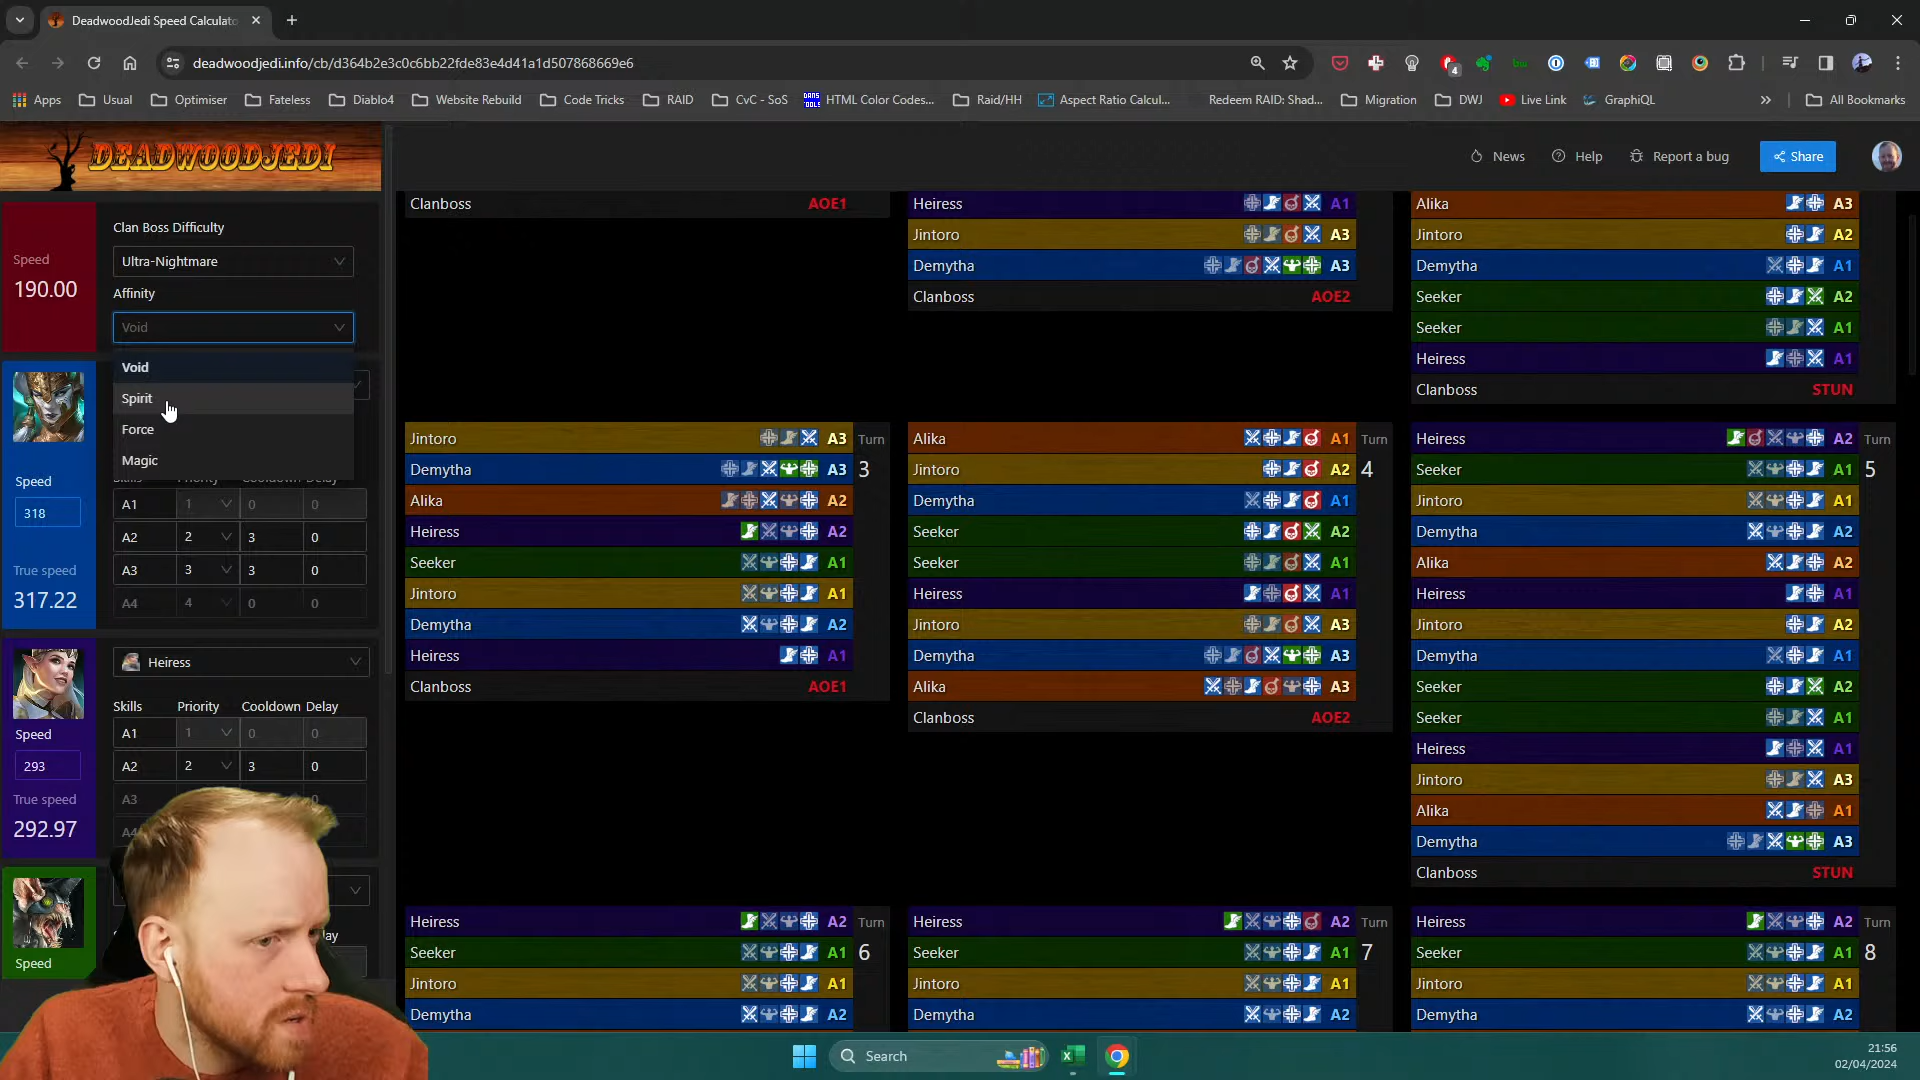 DeadwoodJedi Speed Calculato
deadwoodjedi.info/cb/d364b2e3c0c6bb22fde83e4d41a1d507868669e6
4
Apps
Usual
Optimiser
Fateless
Diablo4
Website Rebuild
Code Tricks
RAID
CvC - SoS
HTML Color Codes...
Raid/HH
Aspect Ratio Calcul...
Redeem RAID: Shad...
Migration
DWJ
Live Link
GraphiQL
All Bookmarks
DEADWOODJEDI
News
Help
Report a bug
Share
Speed
190.00
Clan Boss Difficulty
Ultra-Nightmare
Affinity
Void
Void
Spirit
Force
Magic
Speed
318
True speed
317.22
A1 1 0 0
A2 2 3 0
A3 3 3 0
A4 4 0 0
Heiress
Skills Priority Cooldown Delay
Speed
293
True speed
292.97
A1 1 0 0
A2 2 3 0
A3 0
A4
Speed
Clanboss AOE1
Heiress A1
Jintoro A3
Demytha A3
Clanboss AOE2
Alika A3
Jintoro A2
Demytha A1
Seeker A2
Seeker A1
Heiress A1
Clanboss STUN
Jintoro A3 Turn
Demytha A3 3
Alika A2
Heiress A2
Seeker A1
Jintoro A1
Demytha A2
Heiress A1
Clanboss AOE1
Alika A1 Turn
Jintoro A2 4
Demytha A1
Seeker A2
Seeker A1
Heiress A1
Jintoro A3
Demytha A3
Alika A3
Clanboss AOE2
Heiress A2 Turn
Seeker A1 5
Jintoro A1
Demytha A2
Alika A2
Heiress A1
Jintoro A2
Demytha A1
Seeker A2
Seeker A1
Heiress A1
Jintoro A3
Alika A1
Demytha A3
Clanboss STUN
Heiress A2 Turn
Seeker A1 6
Jintoro A1
Demytha A2
Heiress A2 Turn
Seeker A1 7
Jintoro A1
Demytha A2
Heiress A2 Turn
Seeker A1 8
Jintoro A1
Demytha A2
Search
21:56
02/04/2024